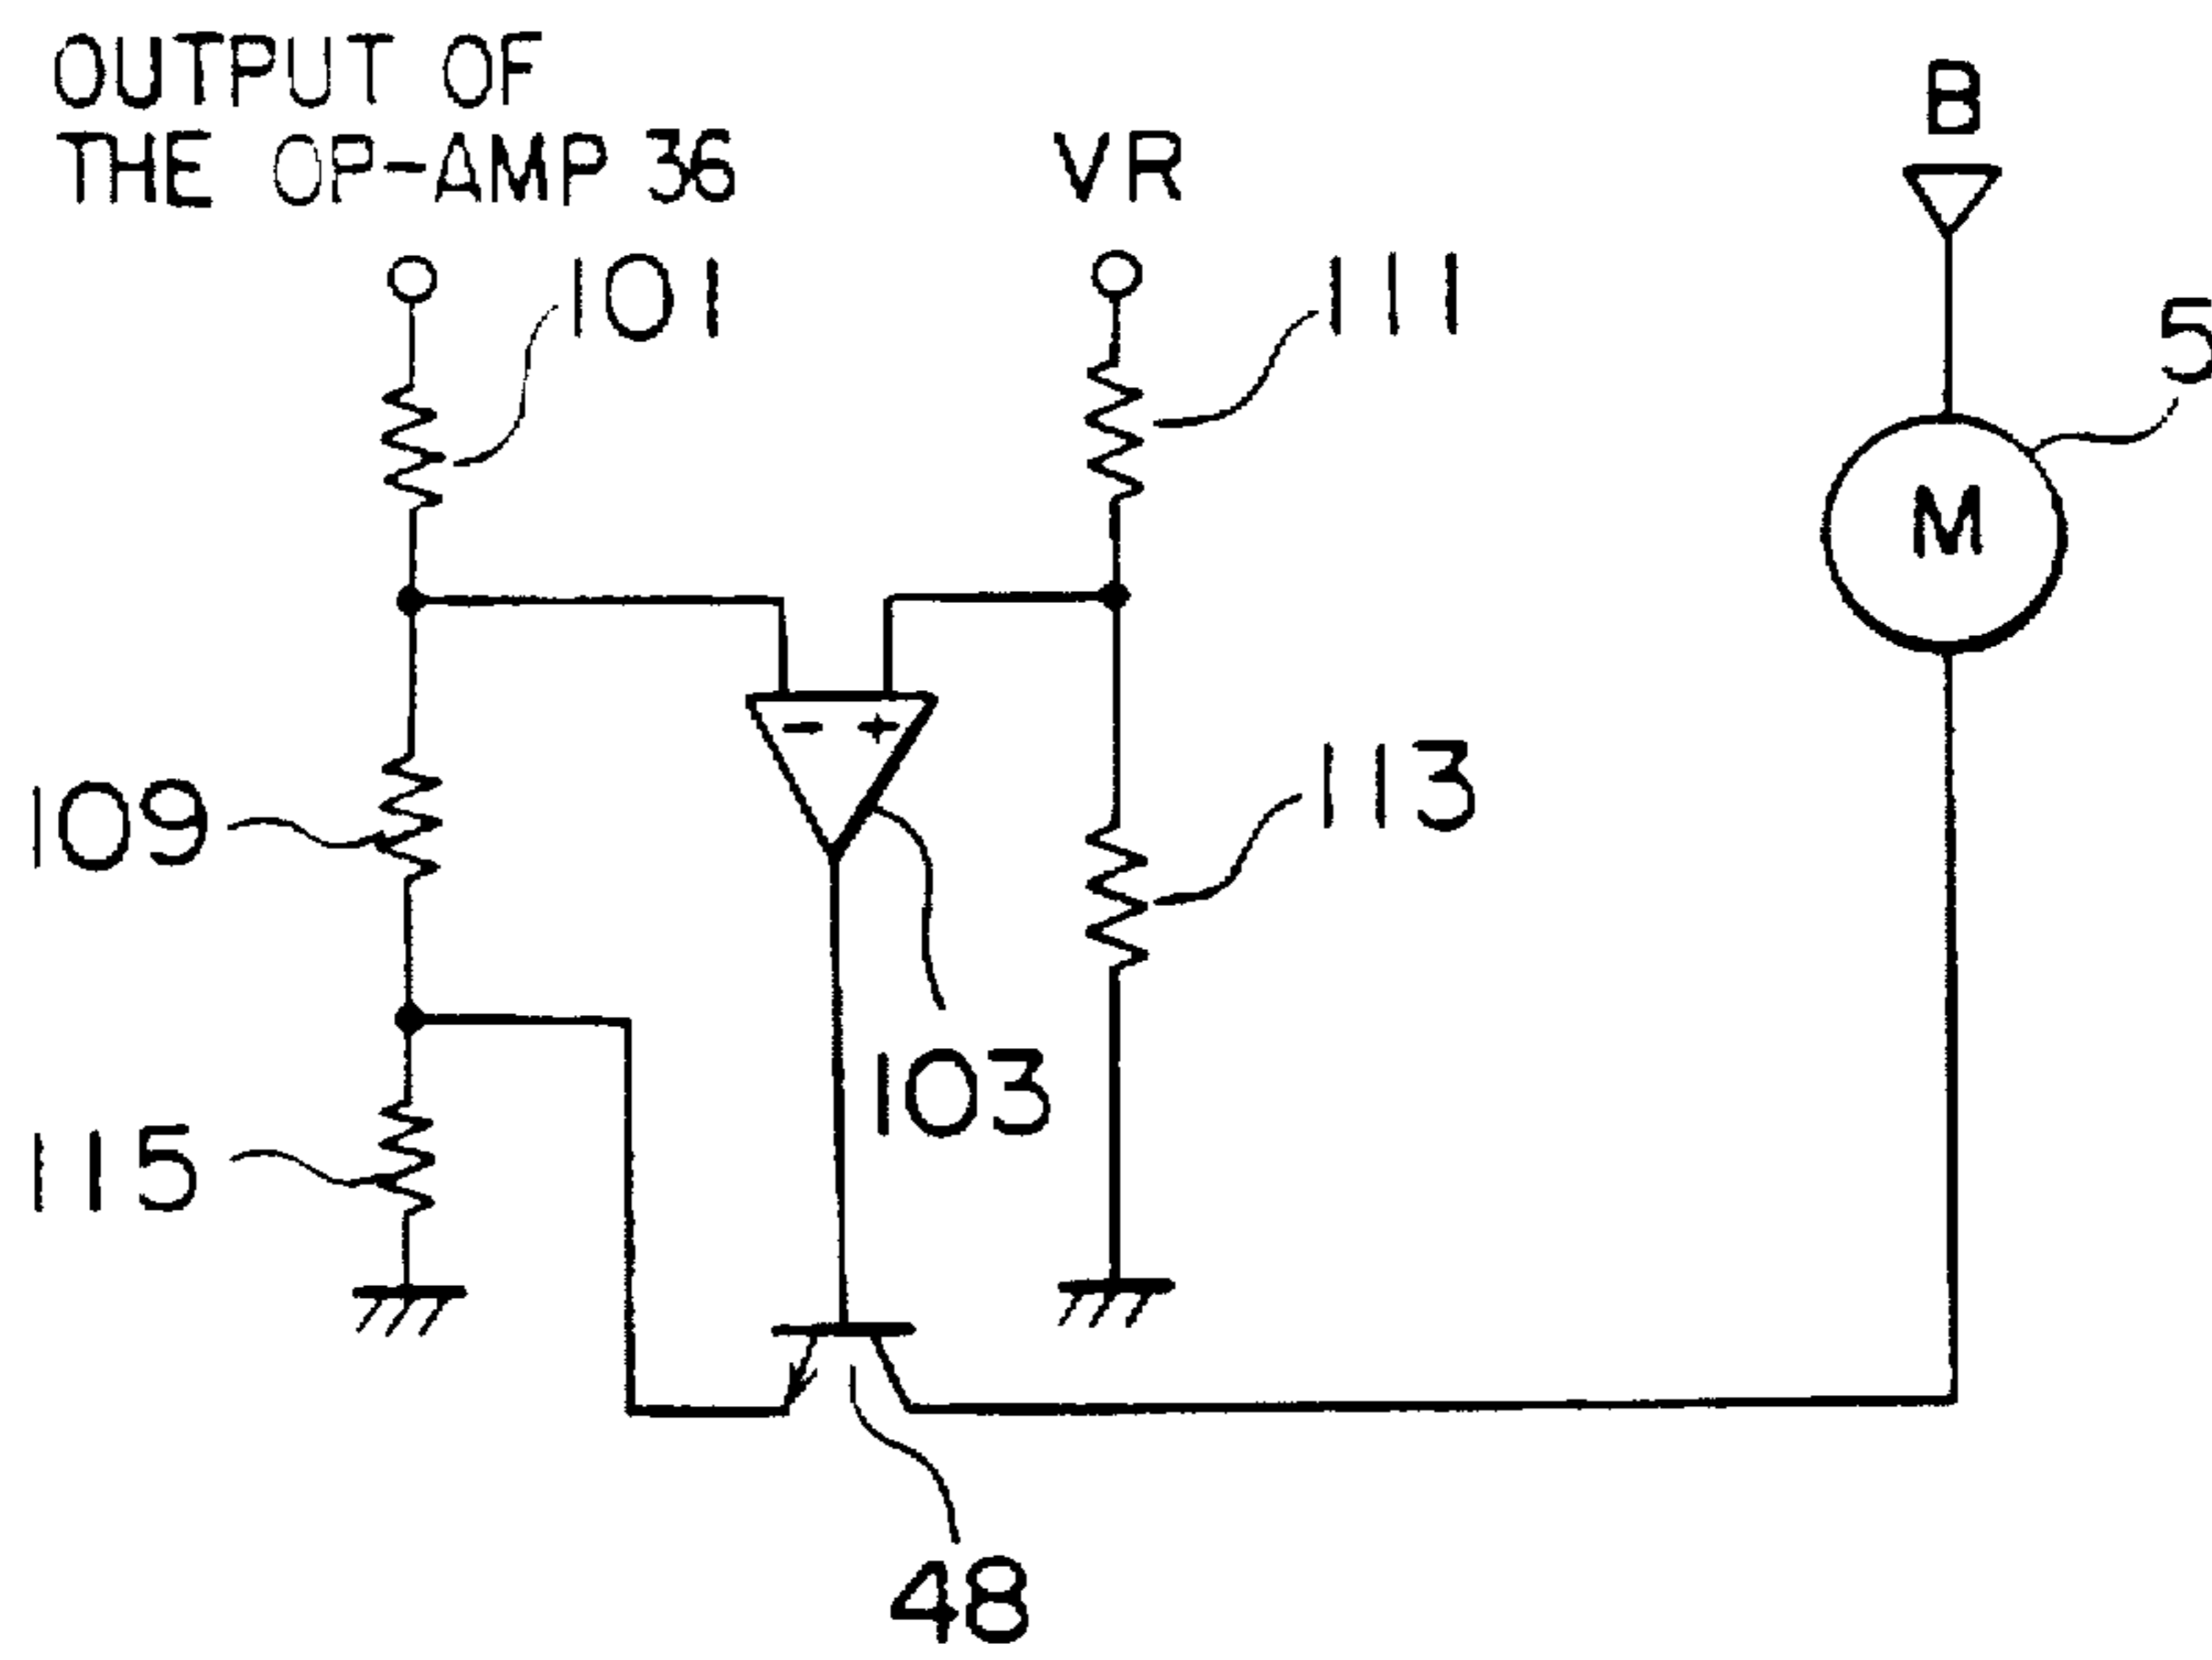 OUTPUT OF
THE OP-AMP 36
VR
B
101
111
5
M
- +
109
113
103
115
48